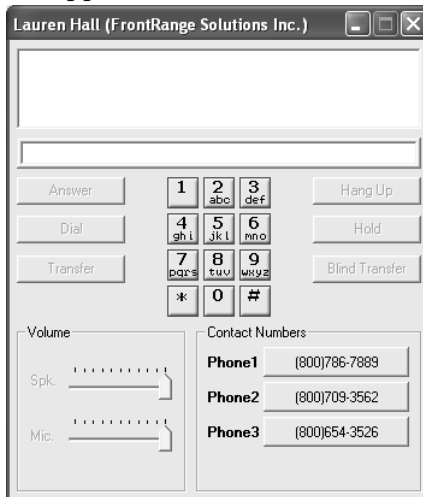 Lauren Hall (FrontRange Solutions Inc.)
Answer
1
2 abc
3 def
Hang Up
Dial
4 ghi
5 jkl
6 mno
Hold
Transfer
7 pqrs
8 tuv
9 wxyz
Blind Transfer
*
0
#
Volume
Spk.
Mic.
Contact Numbers
Phone1 (800)786-7889
Phone2 (800)709-3562
Phone3 (800)654-3526